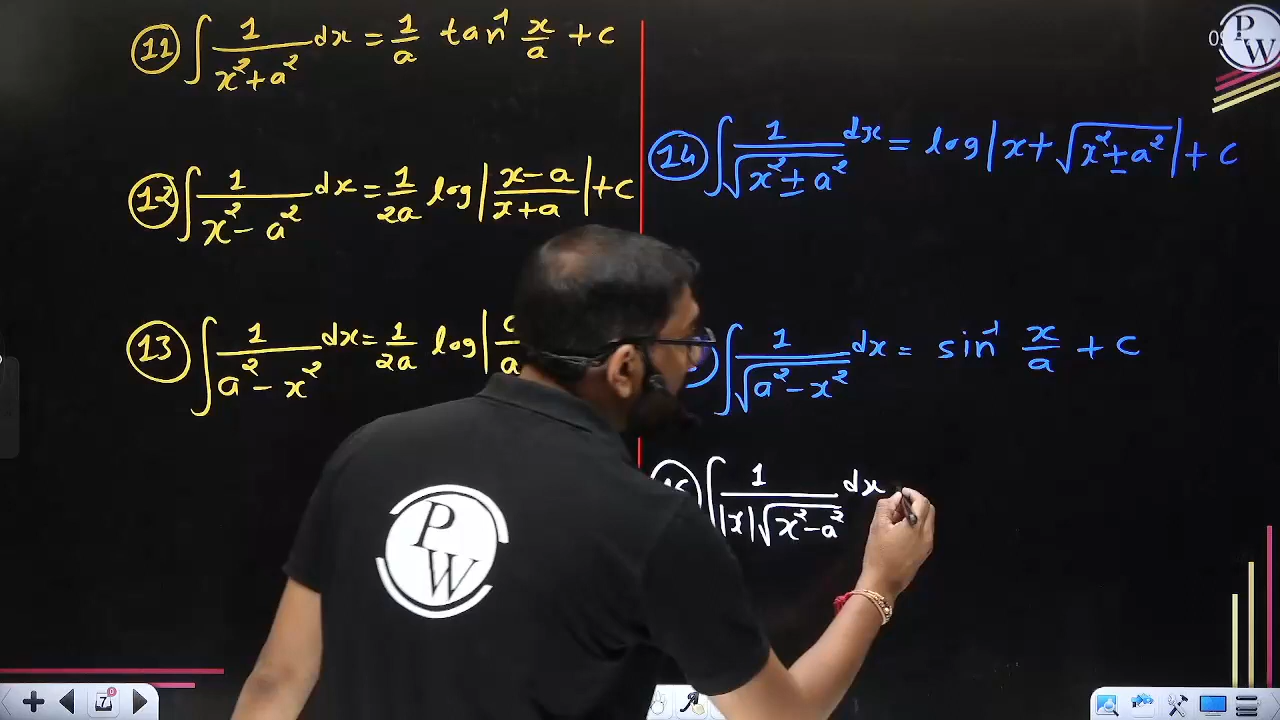 11 ∫ 1/(x²+a²) dx = 1/a tan⁻¹ x/a + c
12 ∫ 1/(x²-a²) dx = 1/2a log|(x-a)/(x+a)| + c
13 ∫ 1/(a²-x²) dx = 1/2a log|
14 ∫ 1/√(x²±a²) dx = log|x+√(x²±a²)| + c
∫ 1/√(a²-x²) dx = sin⁻¹ x/a + c
∫ 1/(|x|√(x²-a²)) dx
PW
PW
7